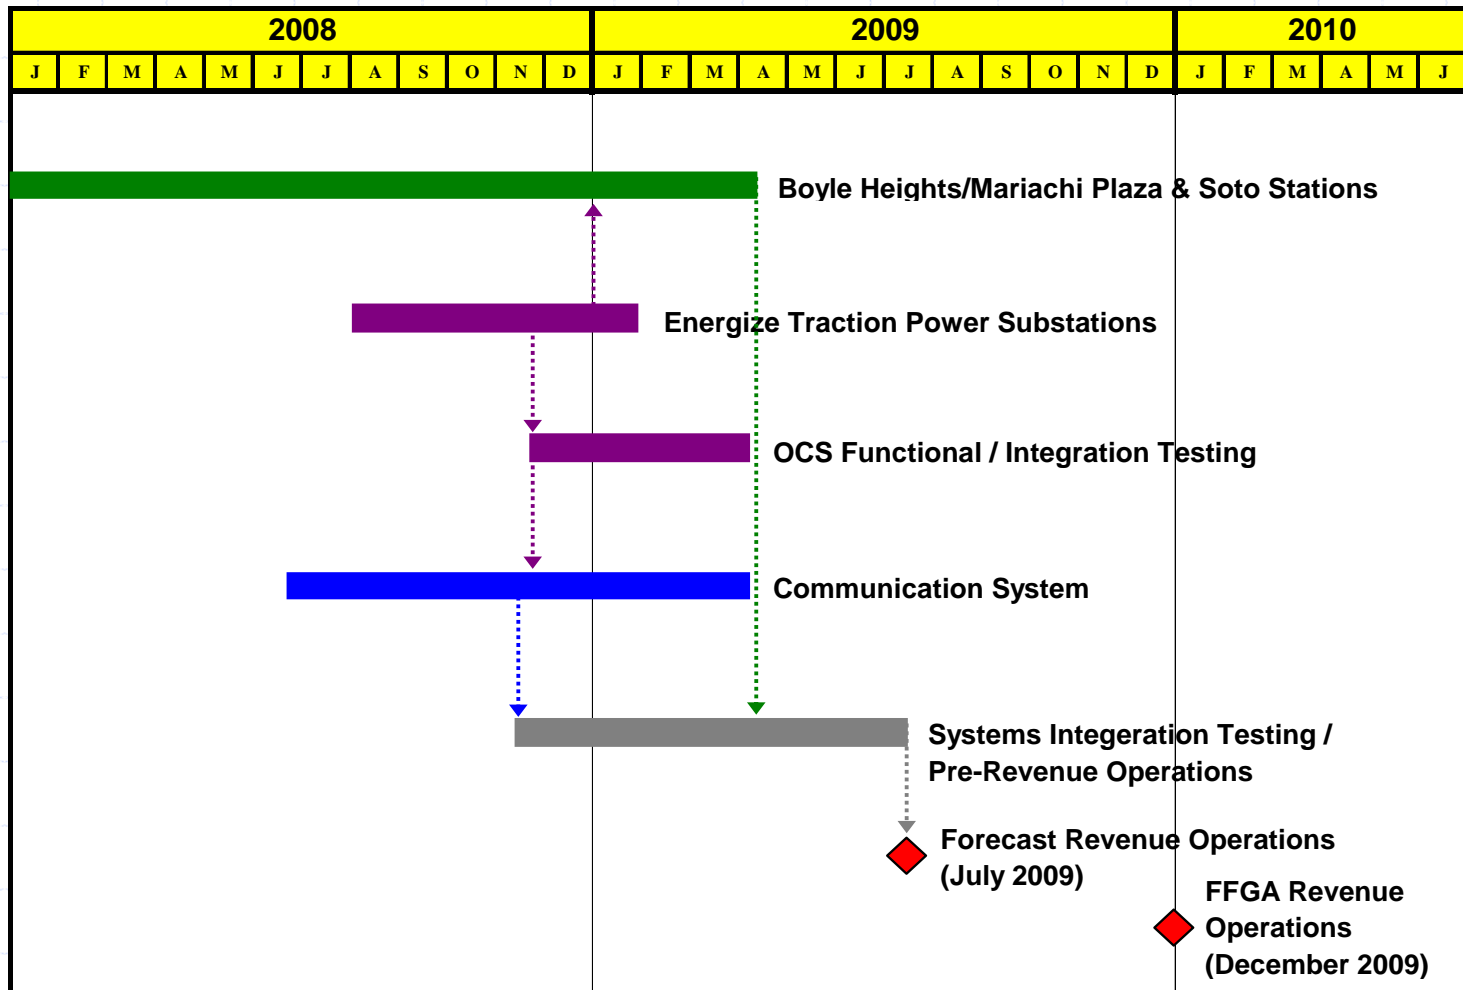 2008 2009 2010
J F M A M J J A S O N D J F M A M J J A S O N D J F M A M J
Boyle Heights/Mariachi Plaza & Soto Stations
Energize Traction Power Substations
OCS Functional / Integration Testing
Communication System
Systems Integeration Testing /
Pre-Revenue Operations
Forecast Revenue Operations
(July 2009)
FFGA Revenue
Operations
(December 2009)